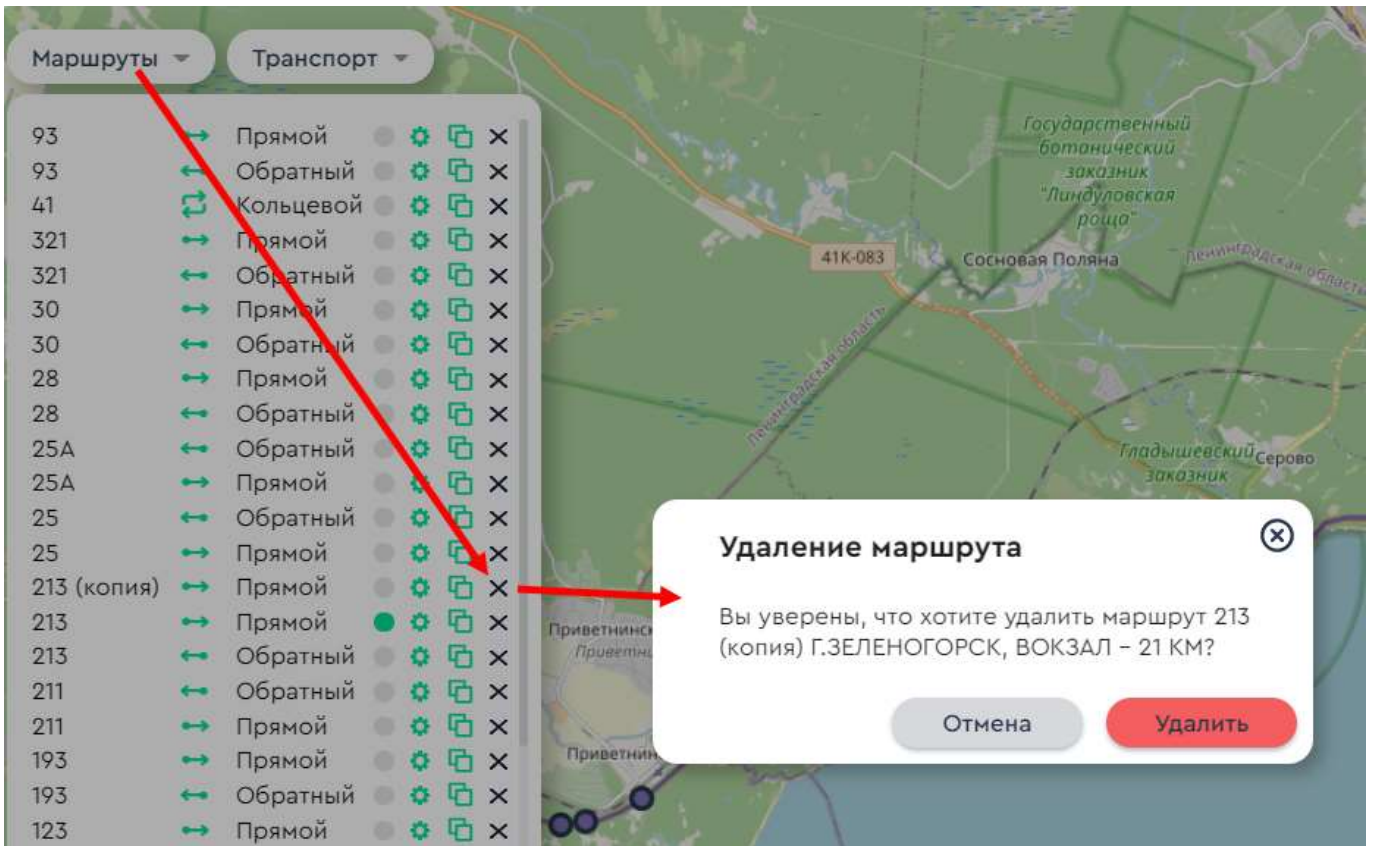 Маршруты
Транспорт
93 Прямой
93 Обратный
41 Кольцевой
321 Прямой
321 Обратный
30 Прямой
30 Обратный
28 Прямой
28 Обратный
25А Обратный
25А Прямой
25 Обратный
25 Прямой
213 (копия) Прямой
213 Прямой
213 Обратный
211 Обратный
211 Прямой
193 Прямой
193 Обратный
123 Прямой
Государственный
ботанический
заказник
"Линдуловская
роща"
41К-083
Сосновая Поляна
Ленинградская область
Ленинградская область
Гладышевский
заказник
Серово
Удаление маршрута
Вы уверены, что хотите удалить маршрут 213
(копия) Г.ЗЕЛЕНОГОРСК, ВОКЗАЛ – 21 КМ?
Отмена
Удалить